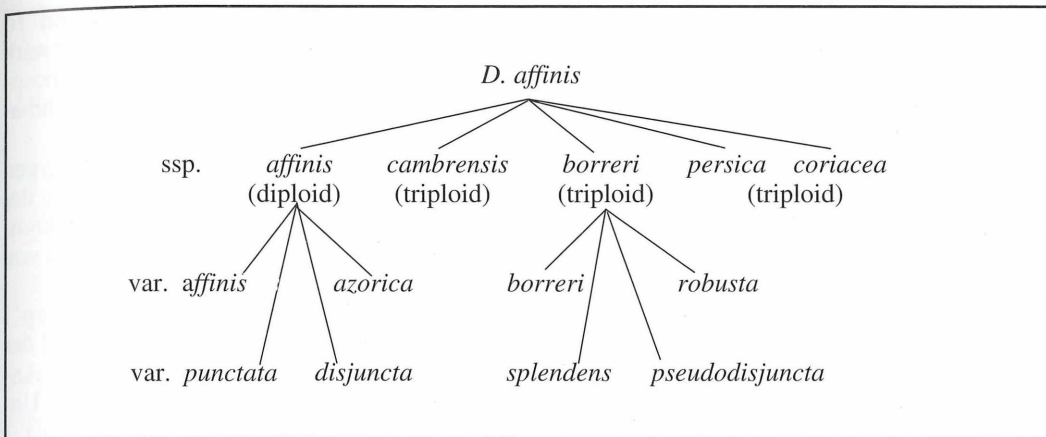 D. affinis
ssp. affinis cambrensis borreri persica coriacea
(diploid) (triploid) (triploid) (triploid)
var. affinis azorica borreri robusta
var. punctata disjuncta splendens pseudodisjuncta